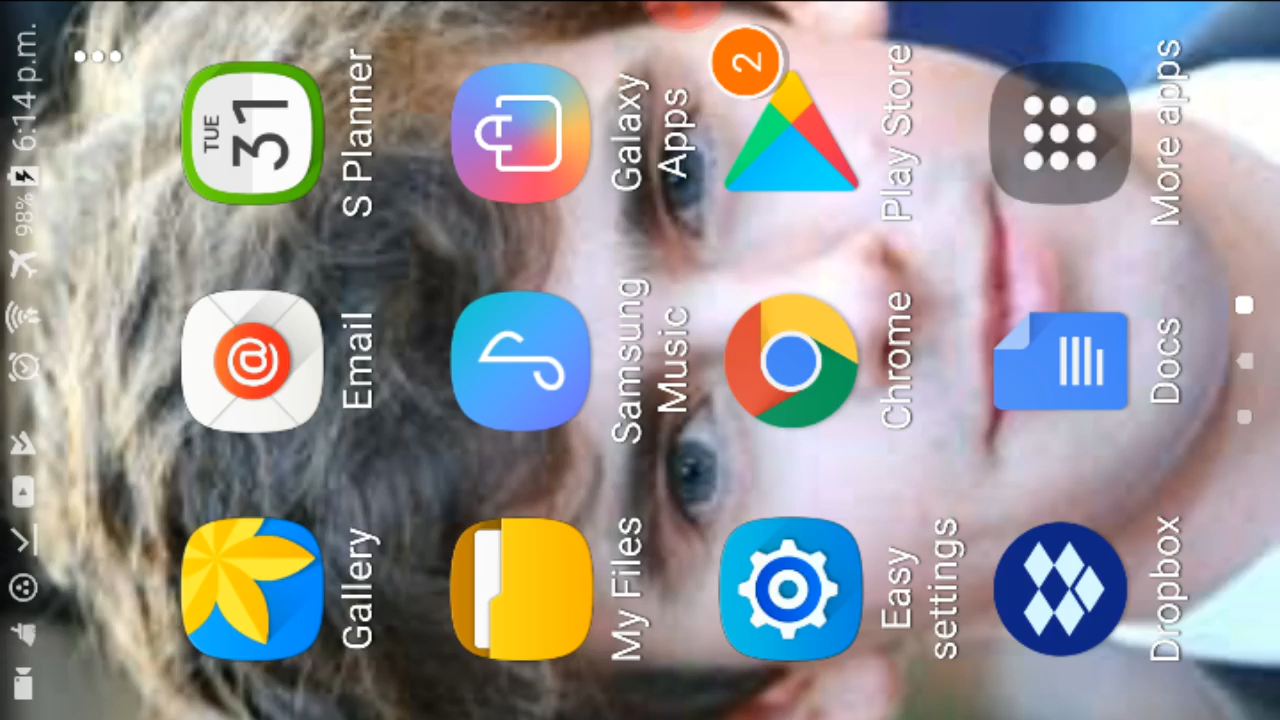 98% 6:14 p.m.
Gallery
Email
TUE
31
S Planner
My Files
Samsung
Music
Galaxy
Apps
Easy
settings
Chrome
2
Play Store
Dropbox
Docs
More apps